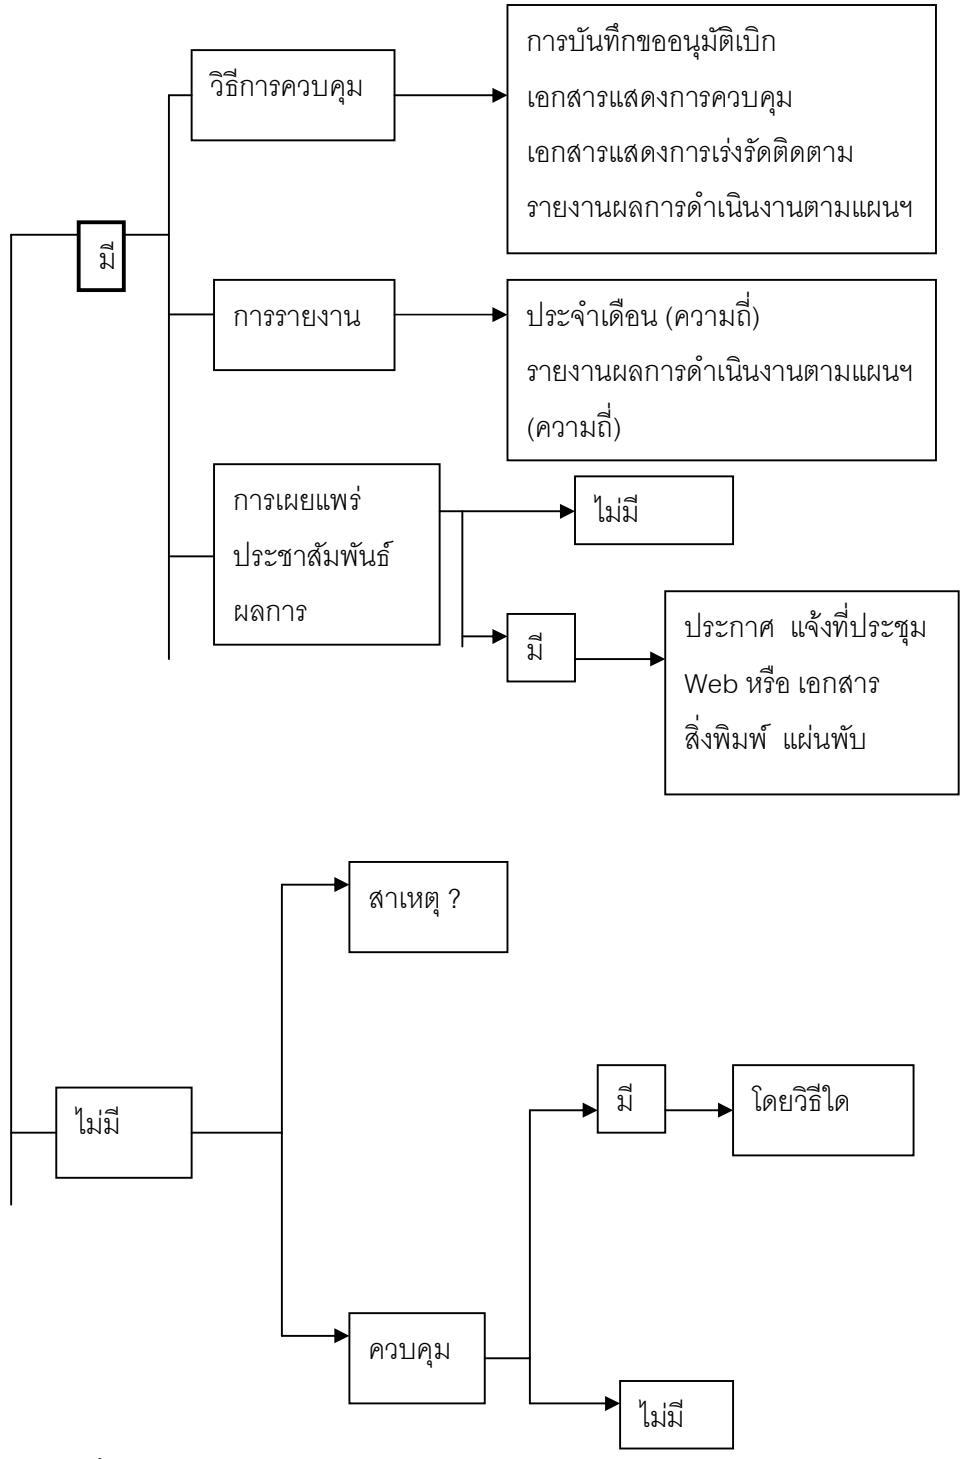 วิธีการควบคุม
การบันทึกขออนุมัติเบิก
เอกสารแสดงการควบคุม
เอกสารแสดงการเร่งรัดติดตาม
รายงานผลการดำเนินงานตามแผนฯ
มี
การรายงาน
ประจำเดือน (ความถี่)
รายงานผลการดำเนินงานตามแผนฯ
(ความถี่)
การเผยแพร่
ประชาสัมพันธ์
ผลการ
ไม่มี
มี
ประกาศ แจ้งที่ประชุม
Web หรือ เอกสาร
สิ่งพิมพ์ แผ่นพับ
สาเหตุ ?
ไม่มี
มี
โดยวิธีใด
ควบคุม
ไม่มี